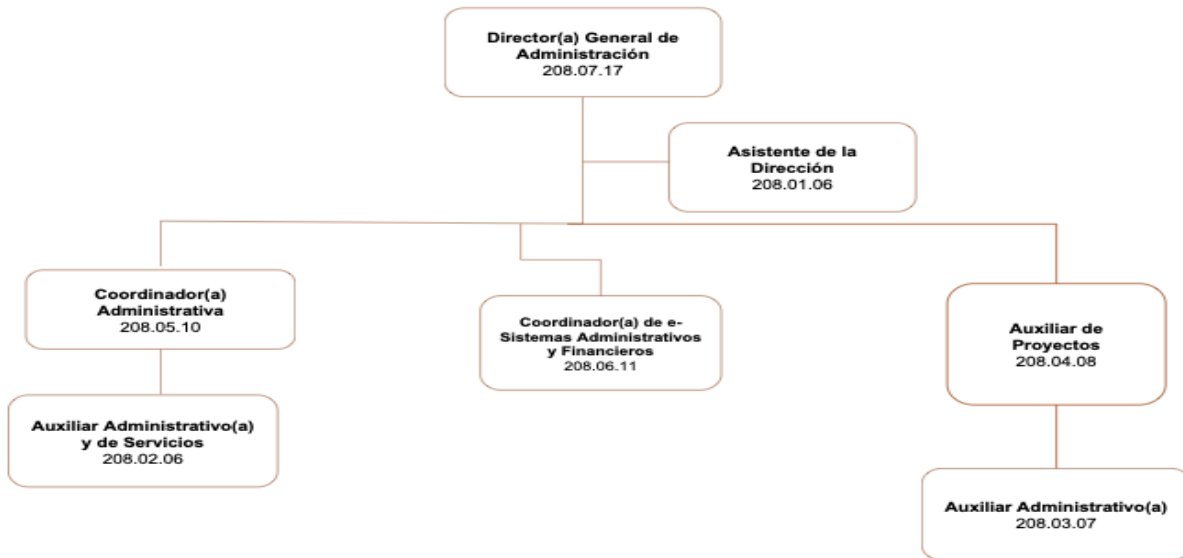 Director(a) General de
Administración
208.07.17
Asistente de la
Dirección
208.01.06
Coordinador(a)
Administrativa
208.05.10
Coordinador(a) de e-
Sistemas Administrativos
y Financieros
208.06.11
Auxiliar de
Proyectos
208.04.08
Auxiliar Administrativo(a)
y de Servicios
208.02.06
Auxiliar Administrativo(a)
208.03.07